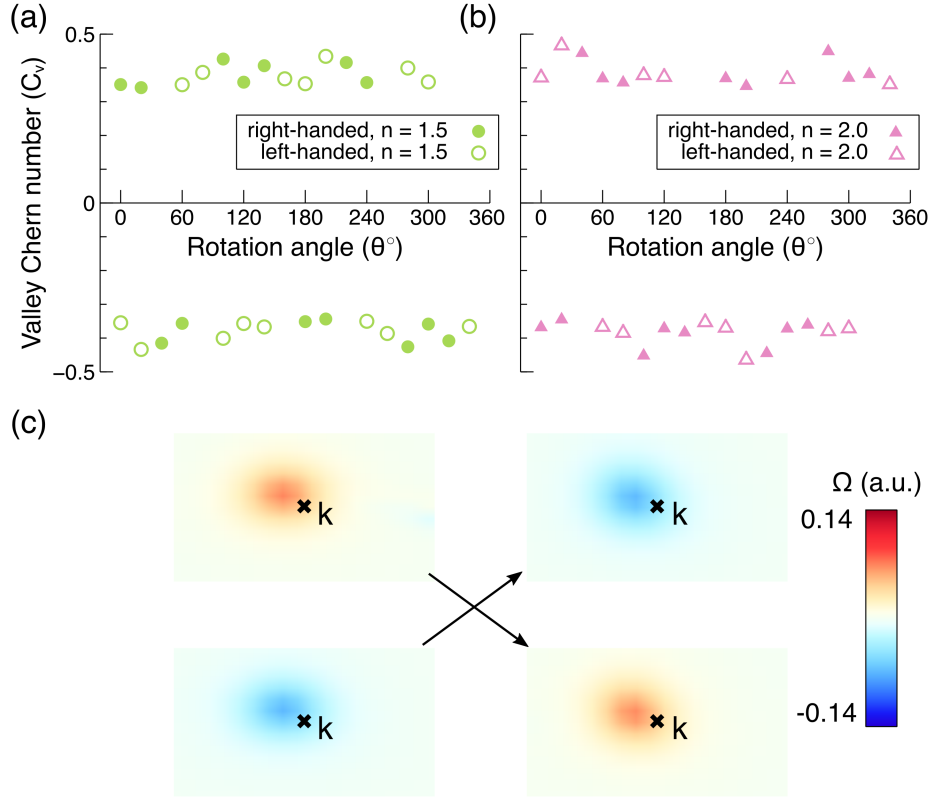 (a)
(b)
Valley Chern number (Cᵥ)
0.5
0
−0.5
right-handed, n = 1.5
left-handed, n = 1.5
0 60 120 180 240 300 360
Rotation angle (θ°)
right-handed, n = 2.0
left-handed, n = 2.0
0 60 120 180 240 300 360
Rotation angle (θ°)
(c)
k
k
k
k
Ω (a.u.)
0.14
-0.14